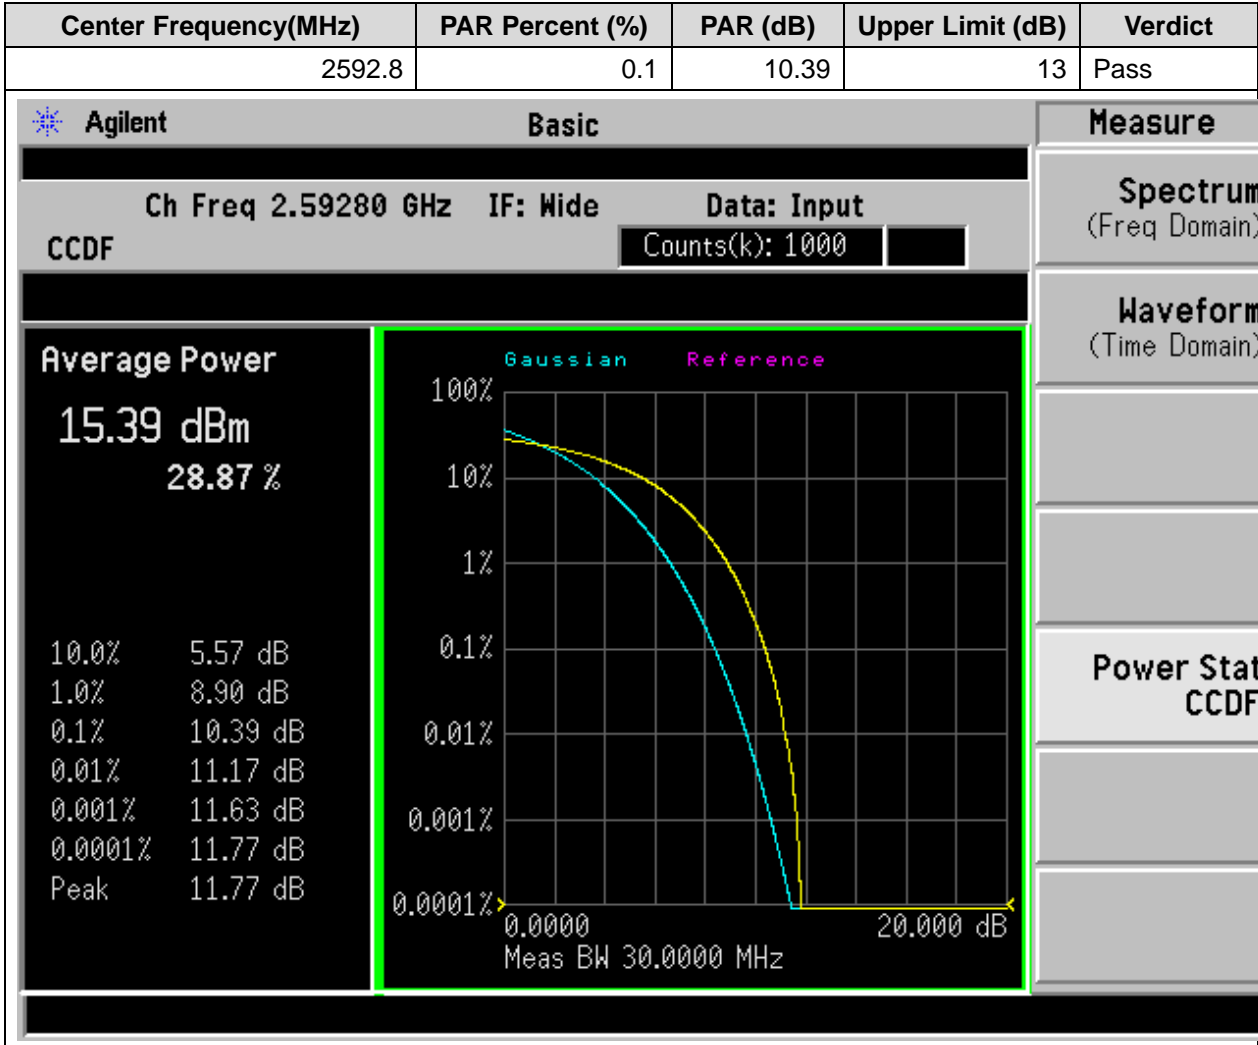 Center Frequency(MHz) PAR Percent (%) PAR (dB) Upper Limit (dB) Verdict
2592.8 0.1 10.39 13 Pass
Agilent Basic Measure
Ch Freq 2.59280 GHz IF: Wide Data: Input
CCDF Counts(k): 1000
Spectrum
(Freq Domain)
Waveform
(Time Domain)
Power Stat
CCDF
Average Power
15.39 dBm
28.87 %
10.0% 5.57 dB
1.0% 8.90 dB
0.1% 10.39 dB
0.01% 11.17 dB
0.001% 11.63 dB
0.0001% 11.77 dB
Peak 11.77 dB
Gaussian Reference
100%
10%
1%
0.1%
0.01%
0.001%
0.0001%
0.0000 20.000 dB
Meas BW 30.0000 MHz